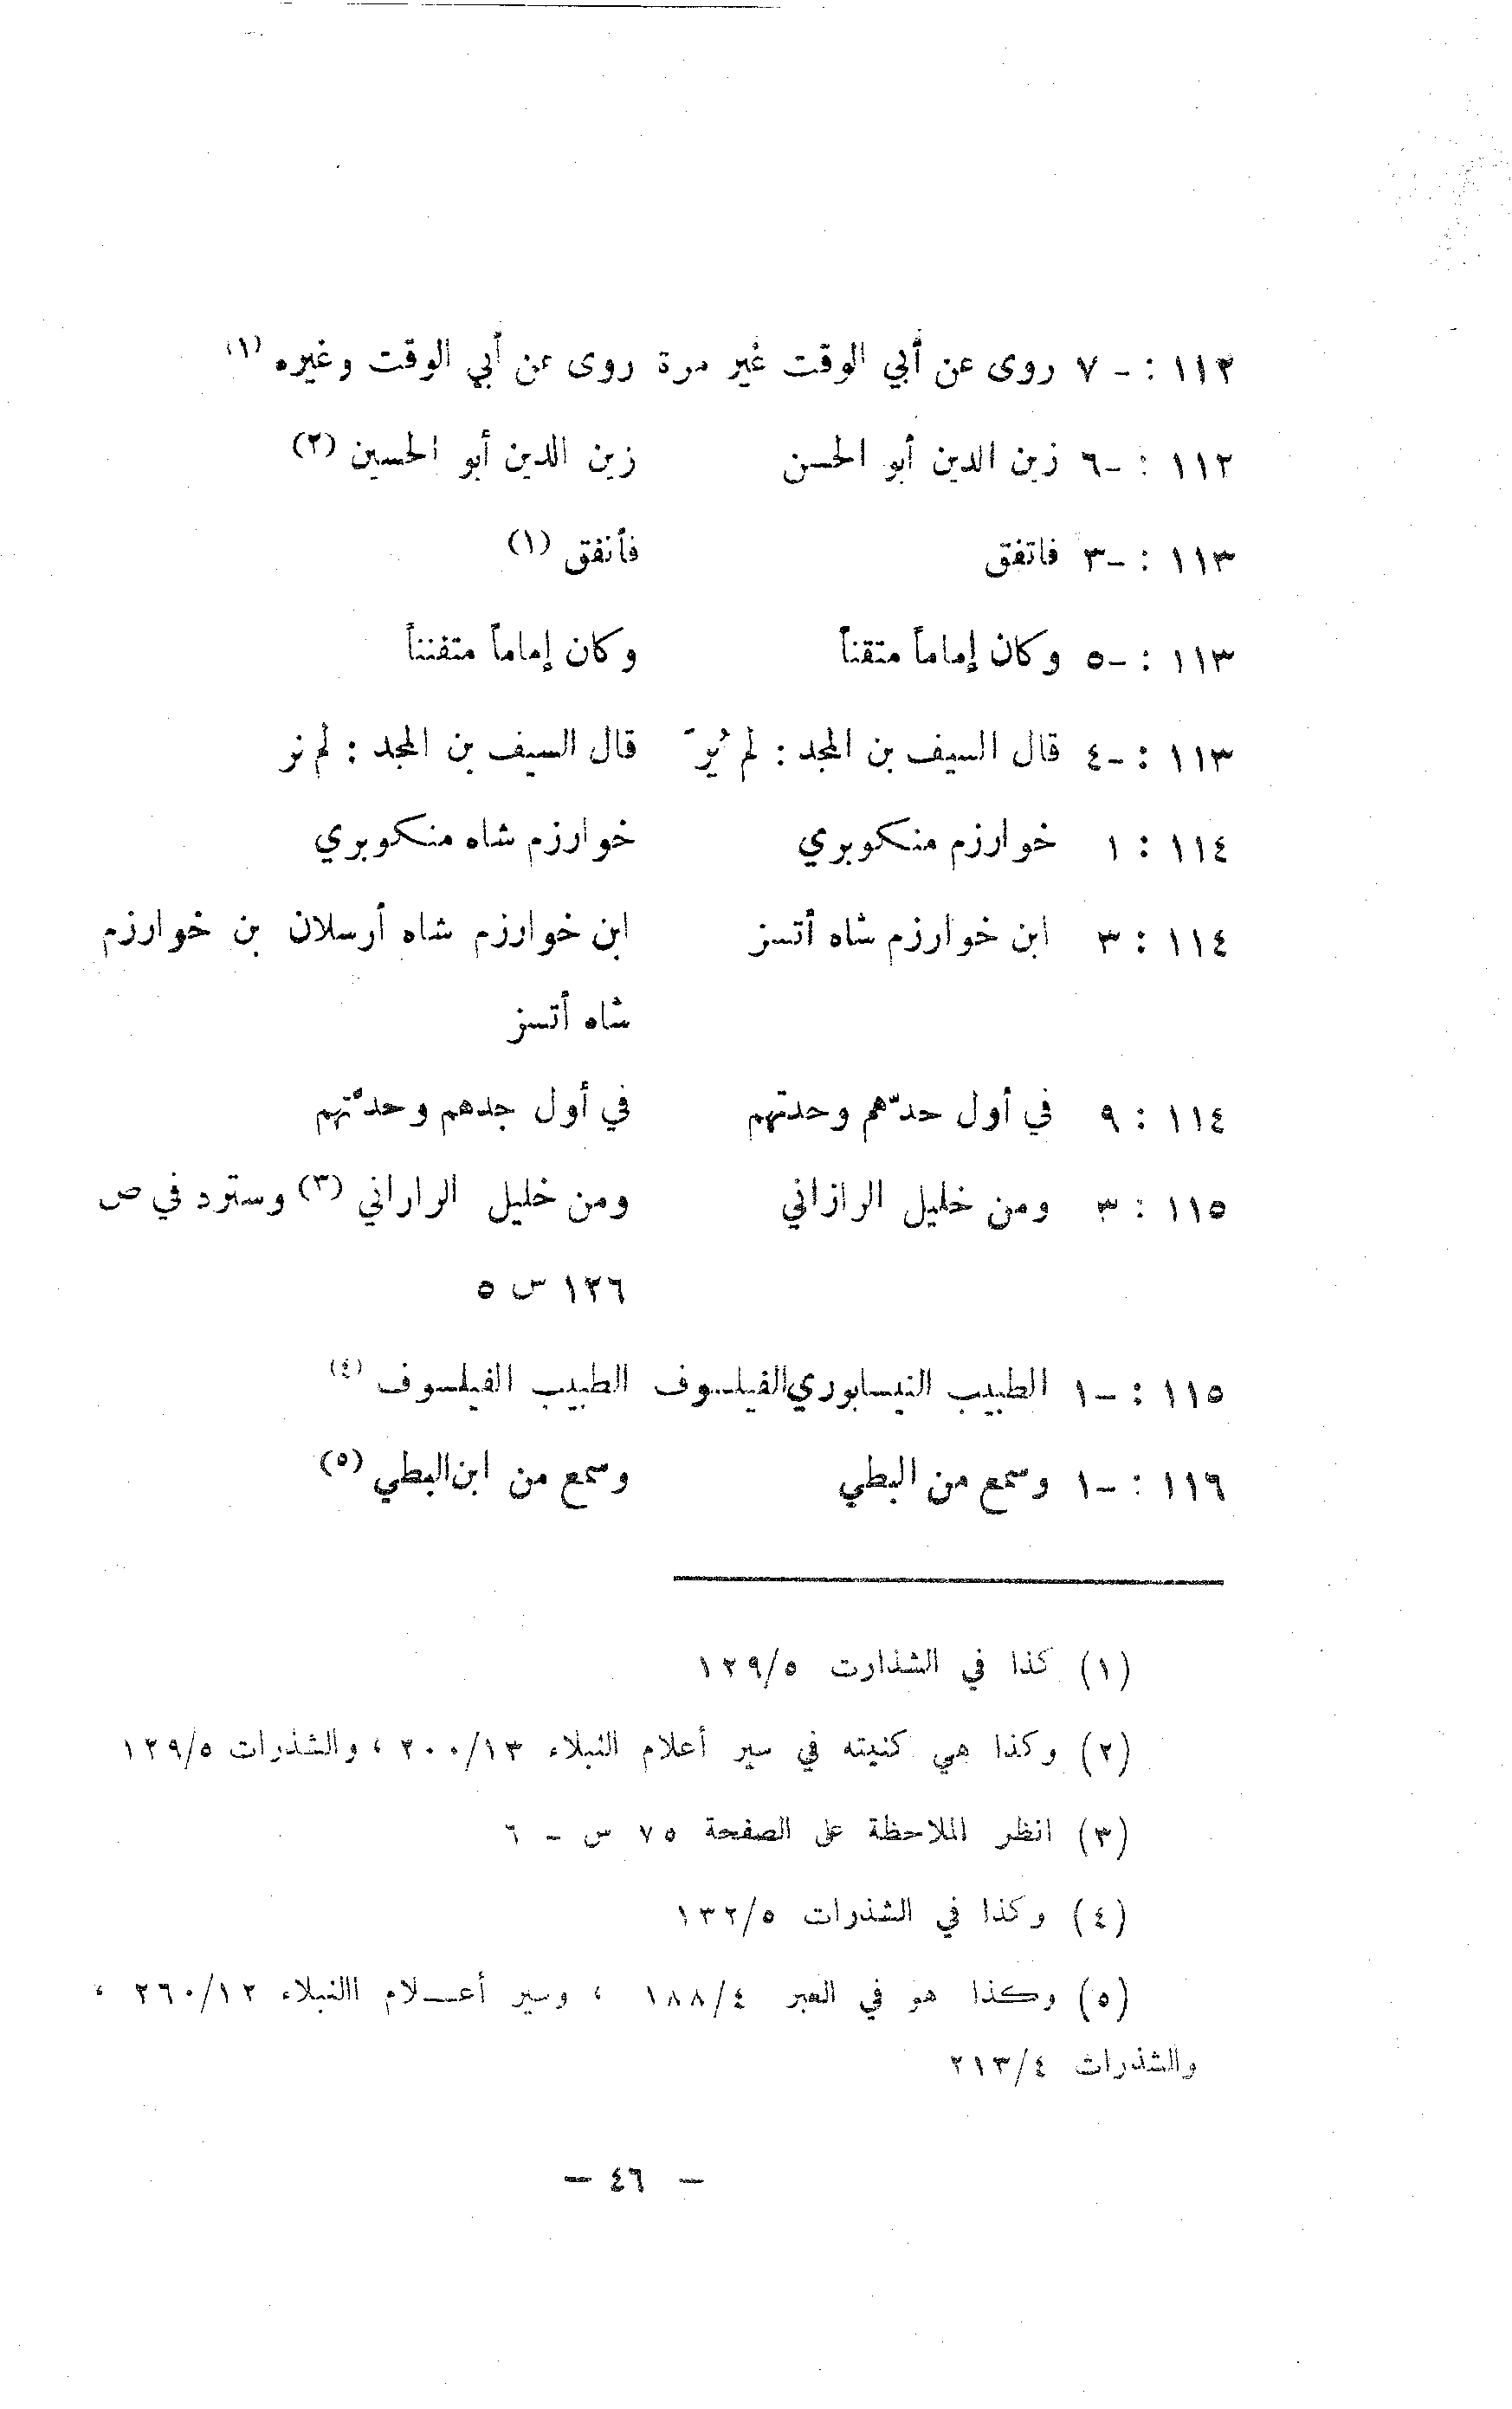 ١١٢ : - ٧ روى عن أبي الوقت غير مرة روى عن أبي الوقت وغيره (١)
١١٢ : -٦ زين الدين أبو الحسن زين الدين أبو الحسين (٢)
١١٣ : -٣ فاتفق فأنفق (١)
١١٣ : -٥ وكان إماماً متقناً وكان إماماً متفنناً
١١٣ : -٤ قال السيف بن المجد : لم يُرَ قال السيف بن المجد : لم نر
١١٤ : ١ خوارزم منكوبري خوارزم شاه منكوبري
١١٤ : ٣ ابن خوارزم شاه أتسز ابن خوارزم شاه أرسلان بن خوارزم
شاه أتسز
١١٤ : ٩ في أول حدّهم وحدتهم في أول جدهم وحدّتهم
١١٥ : ٣ ومن خليل الرازاني ومن خليل الراراني (٣) وسترد في ص
١٢٦ س ٥
١١٥ : -١ الطبيب النيسابوري الفيلسوف الطبيب الفيلسوف (٤)
١١٦ : -١ وسمع من البطي وسمع من ابن البطي (٥)
(١) كذا في الشذارت ١٢٩/٥
(٢) وكذا هي كنيته في سير أعلام النبلاء ٢٠٠/١٣ ، والشذرات ١٢٩/٥
(٣) انظر الملاحظة على الصفحة ٧٥ س - ٦
(٤) وكذا في الشذرات ١٣٢/٥
(٥) وكذا هو في العبر ١٨٨/٤ ، وسير أعـلام االنبلاء ٢٦٠/١٢ ،
والشذرات ٢١٣/٤
- ٤٦ -